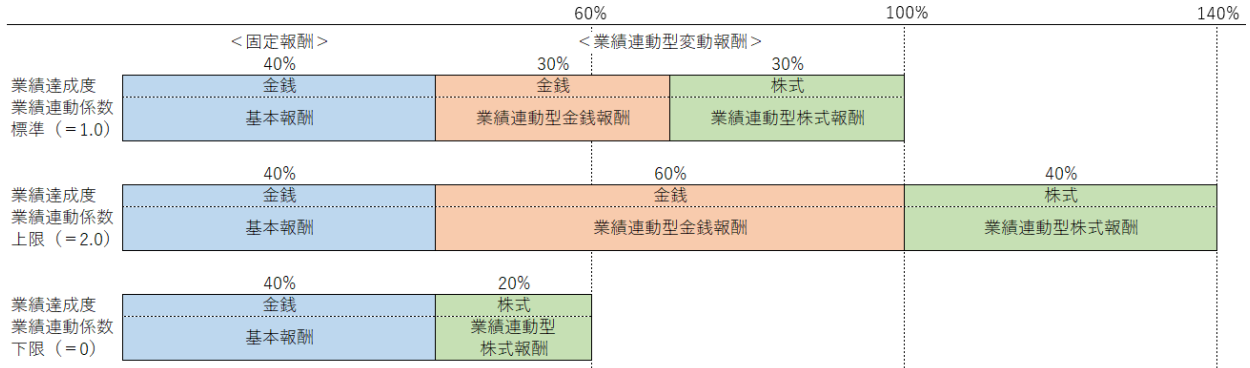 60%
100%
140%
＜固定報酬＞
＜業績連動型変動報酬＞
40%
30%
30%
業績達成度
業績連動係数
標準（＝1.0）
金銭
金銭
株式
基本報酬
業績連動型金銭報酬
業績連動型株式報酬
40%
60%
40%
業績達成度
業績連動係数
上限（＝2.0）
金銭
金銭
株式
基本報酬
業績連動型金銭報酬
業績連動型株式報酬
40%
20%
業績達成度
業績連動係数
下限（＝0）
金銭
株式
基本報酬
業績連動型
株式報酬